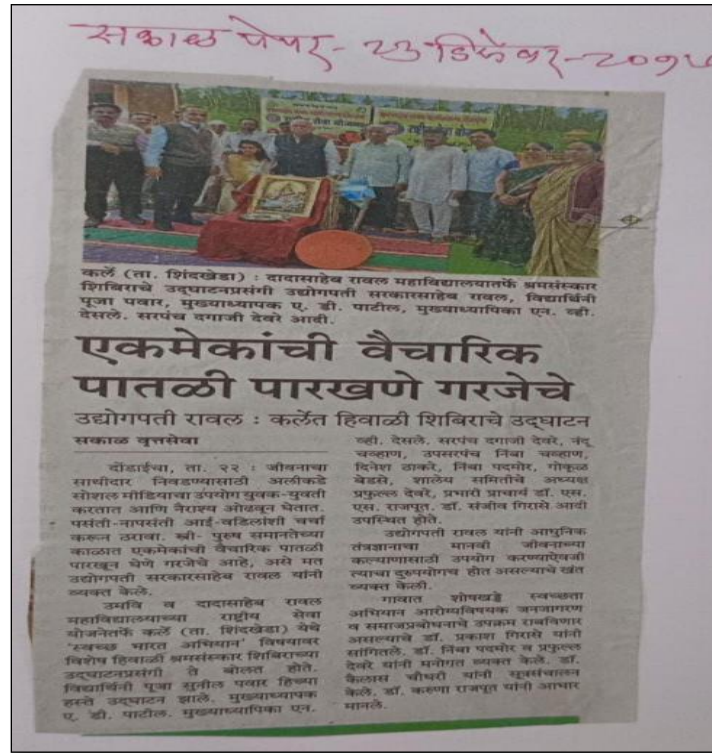 सकाळ पेपर - २३ डिसेंबर - २०१७
राष्ट्रीय सेवा योजना
कर्ले (ता. शिंदखेडा) : दादासाहेब रावल महाविद्यालयातर्फे श्रमसंस्कार
शिबिराचे उद्घाटनप्रसंगी उद्योगपती सरकारसाहेब रावल, विद्यार्थिनी
पूजा पवार, मुख्याध्यापक ए. डी. पाटील, मुख्याध्यापिका एन. व्ही.
देसले. सरपंच दगाजी देवरे आदी.
एकमेकांची वैचारिक
पातळी पारखणे गरजेचे
उद्योगपती रावल : कर्लेत हिवाळी शिबिराचे उद्घाटन
सकाळ वृत्तसेवा
दोंडाईचा, ता. २२ : जीवनाचा
साथीदार निवडण्यासाठी अलीकडे
सोशल मीडियाचा उपयोग युवक-युवती
करतात आणि नैराश्य ओढवून घेतात.
पसंती-नापसंती आई-वडिलांशी चर्चा
करून ठरावा. स्त्री- पुरुष समानतेच्या
काळात एकमेकांची वैचारिक पातळी
पारखून घेणे गरजेचे आहे, असे मत
उद्योगपती सरकारसाहेब रावल यांनी
व्यक्त केले.
उमवि व दादासाहेब रावल
महाविद्यालयाच्या राष्ट्रीय सेवा
योजनेतर्फे कर्ले (ता. शिंदखेडा) येथे
'स्वच्छ भारत अभियान' विषयावर
विशेष हिवाळी श्रमसंस्कार शिबिराच्या
उद्घाटनप्रसंगी ते बोलत होते.
विद्यार्थिनी पूजा सुनील पवार हिच्या
हस्ते उद्घाटन झाले. मुख्याध्यापक
ए. डी. पाटील. मुख्याध्यापिका एन.
व्ही. देसले. सरपंच दगाजी देवरे, नंदू
चव्हाण, उपसरपंच निंबा चव्हाण,
दिनेश ठाकरे, निंबा पदमोर, गोकूळ
बेडसे, शालेय समितीचे अध्यक्ष
प्रफुल्ल देवरे, प्रभारी प्राचार्य डॉ. एस.
एस. राजपूत. डॉ. संजीव गिरासे आदी
उपस्थित होते.
उद्योगपती रावल यांनी आधुनिक
तंत्रज्ञानाचा मानवी जीवनाच्या
कल्याणासाठी उपयोग करण्याऐवजी
त्याचा दुरुपयोगच होत असल्याचे खंत
व्यक्त केली.
गावात शोषखड्डे स्वच्छता
अभियान आरोग्यविषयक जनजागरण
व समाजप्रबोधनाचे उपक्रम राबविणार
असल्याचे डॉ. प्रकाश गिरासे यांनी
सांगितले. डॉ. निंबा पदमोर व प्रफुल्ल
देवरे यांनी मनोगत व्यक्त केले. डॉ.
कैलास चौधरी यांनी सूत्रसंचालन
केले. डॉ. करुणा राजपूत यांनी आभार
मानले.